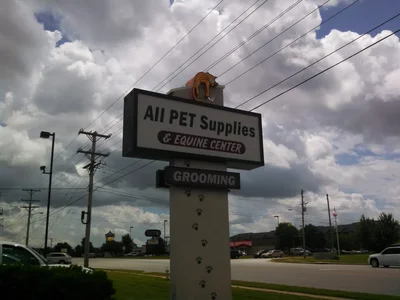 All PET Supplies
& EQUINE CENTER
GROOMING